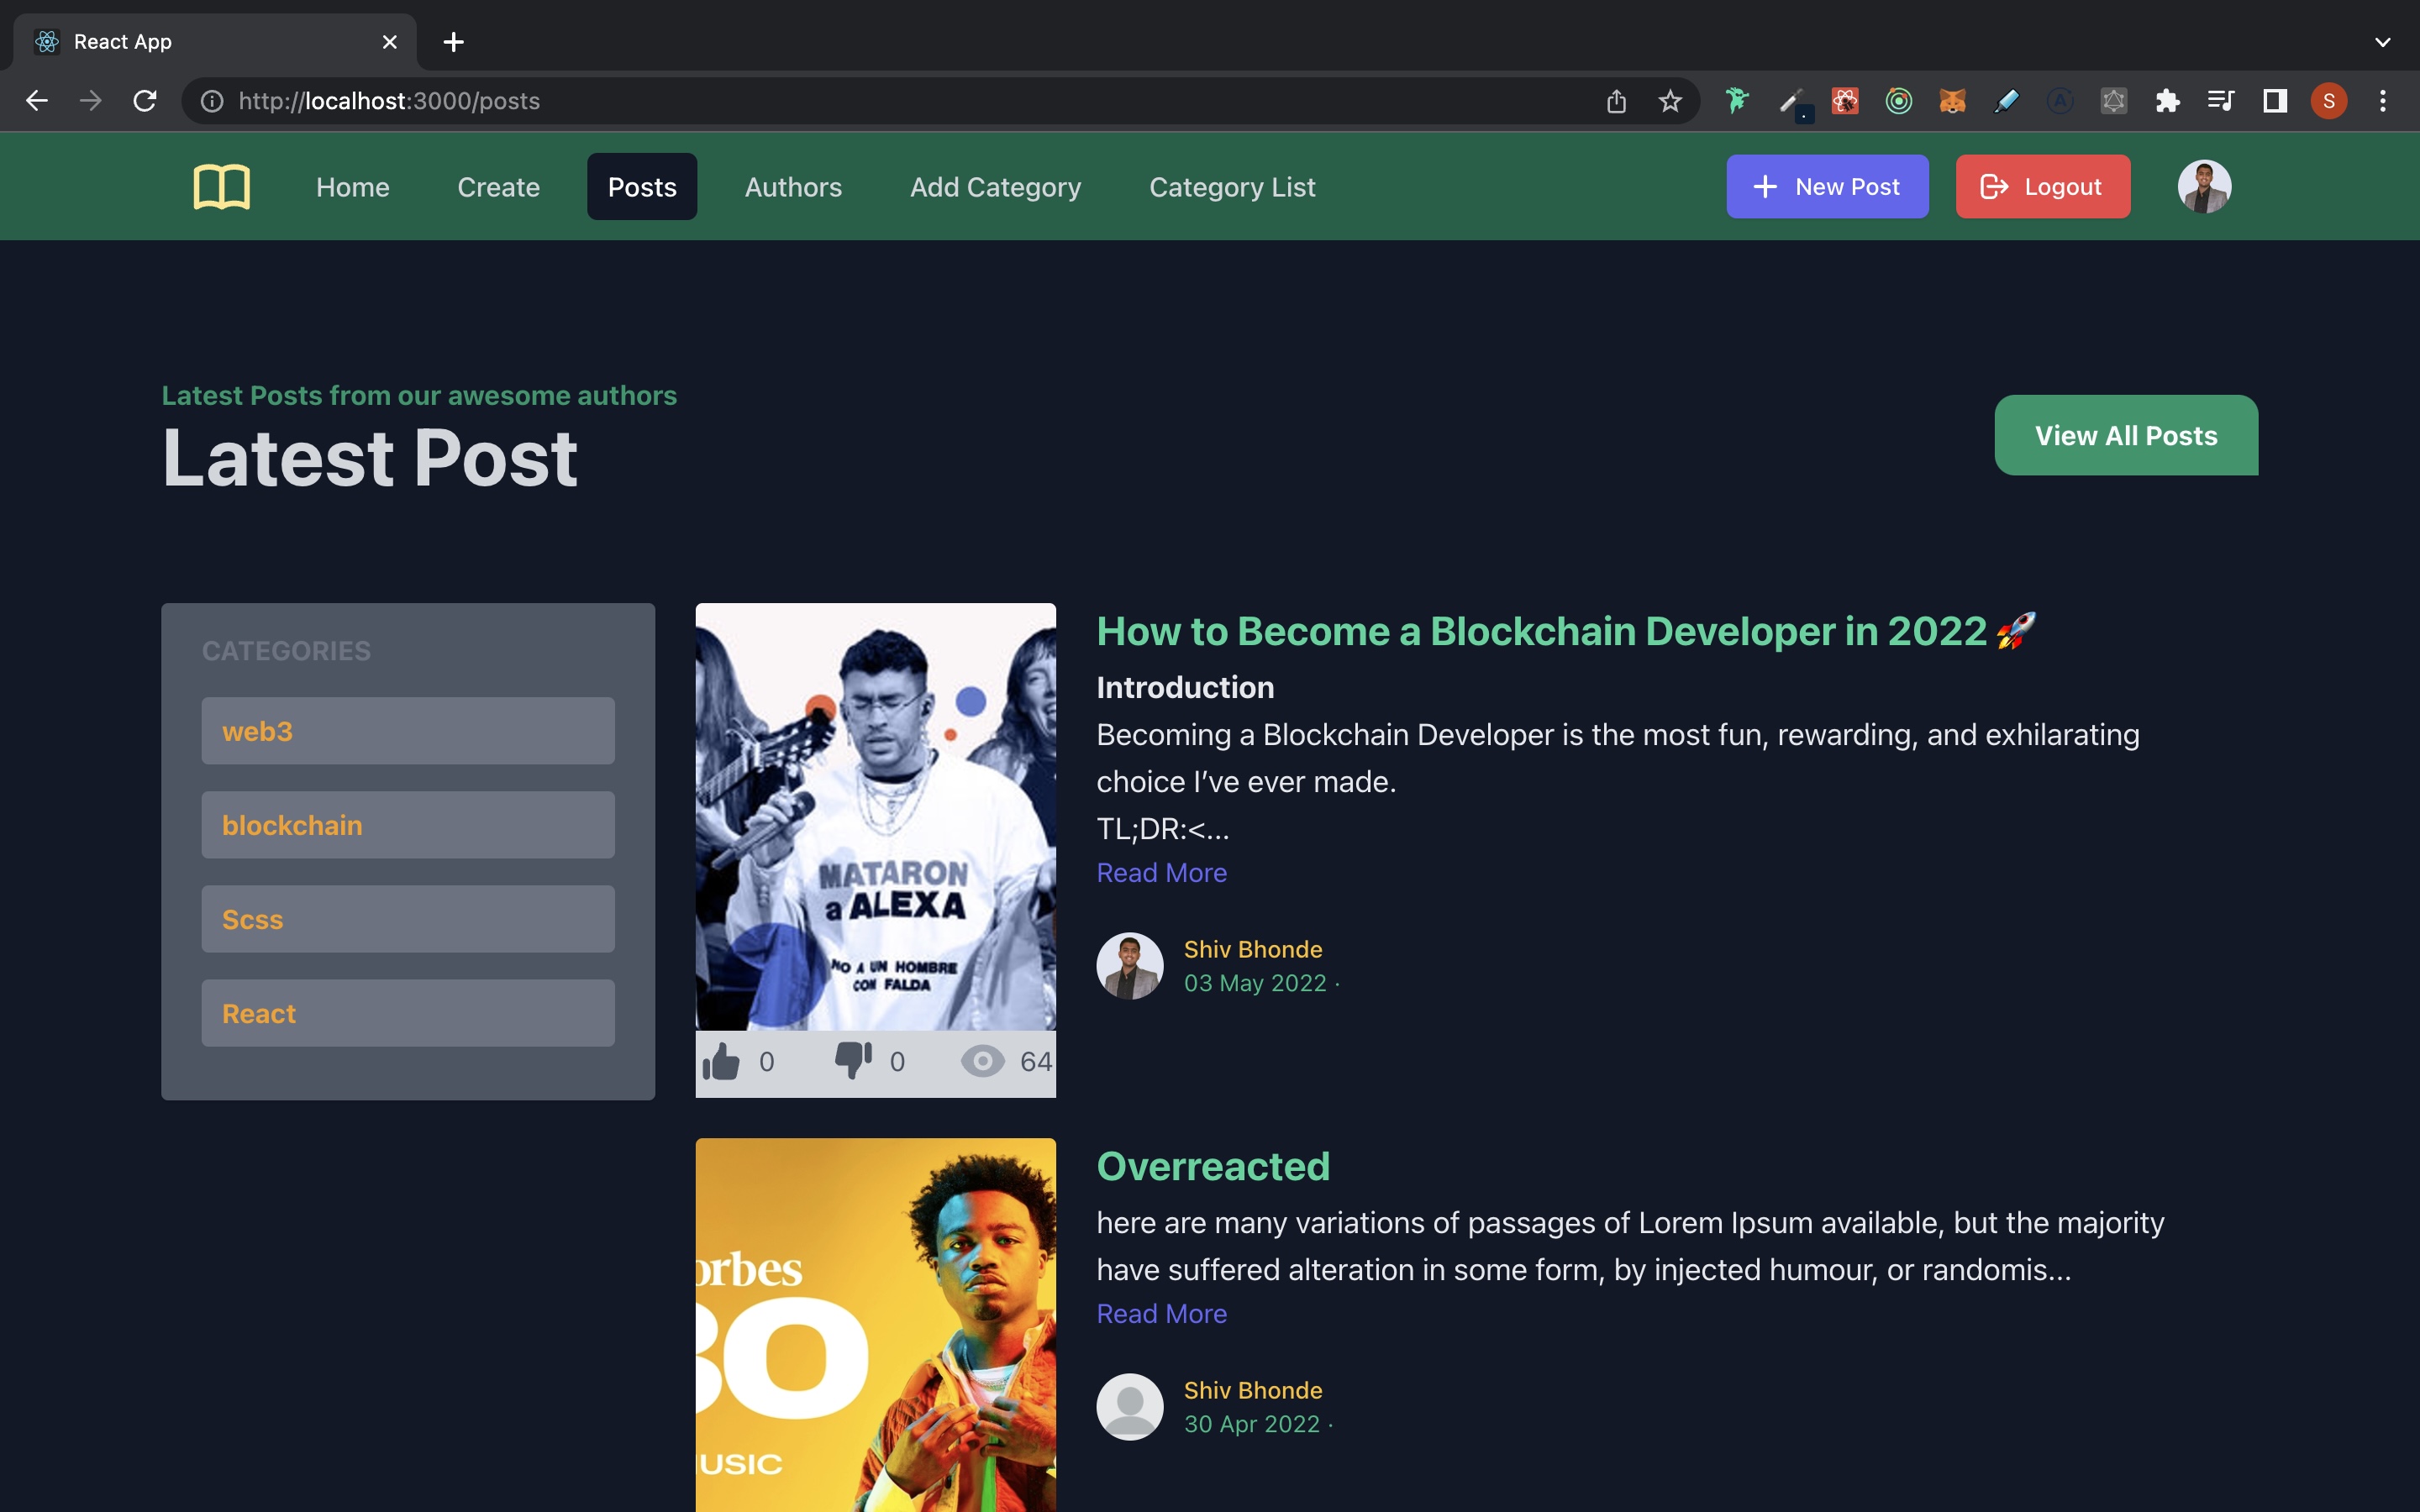 React App
http://localhost:3000/posts
S
Home
Create
Posts
Authors
Add Category
Category List
New Post
Logout
Latest Posts from our awesome authors
Latest Post
View All Posts
CATEGORIES
web3
blockchain
Scss
React
MATARON
a ALEXA
NO A UN HOMBRE
CON FALDA
0
0
64
How to Become a Blockchain Developer in 2022 🚀
Introduction
Becoming a Blockchain Developer is the most fun, rewarding, and exhilarating
choice I’ve ever made.
TL;DR:<...
Read More
Shiv Bhonde
03 May 2022 ·
orbes
30
USIC
Overreacted
here are many variations of passages of Lorem Ipsum available, but the majority
have suffered alteration in some form, by injected humour, or randomis...
Read More
Shiv Bhonde
30 Apr 2022 ·